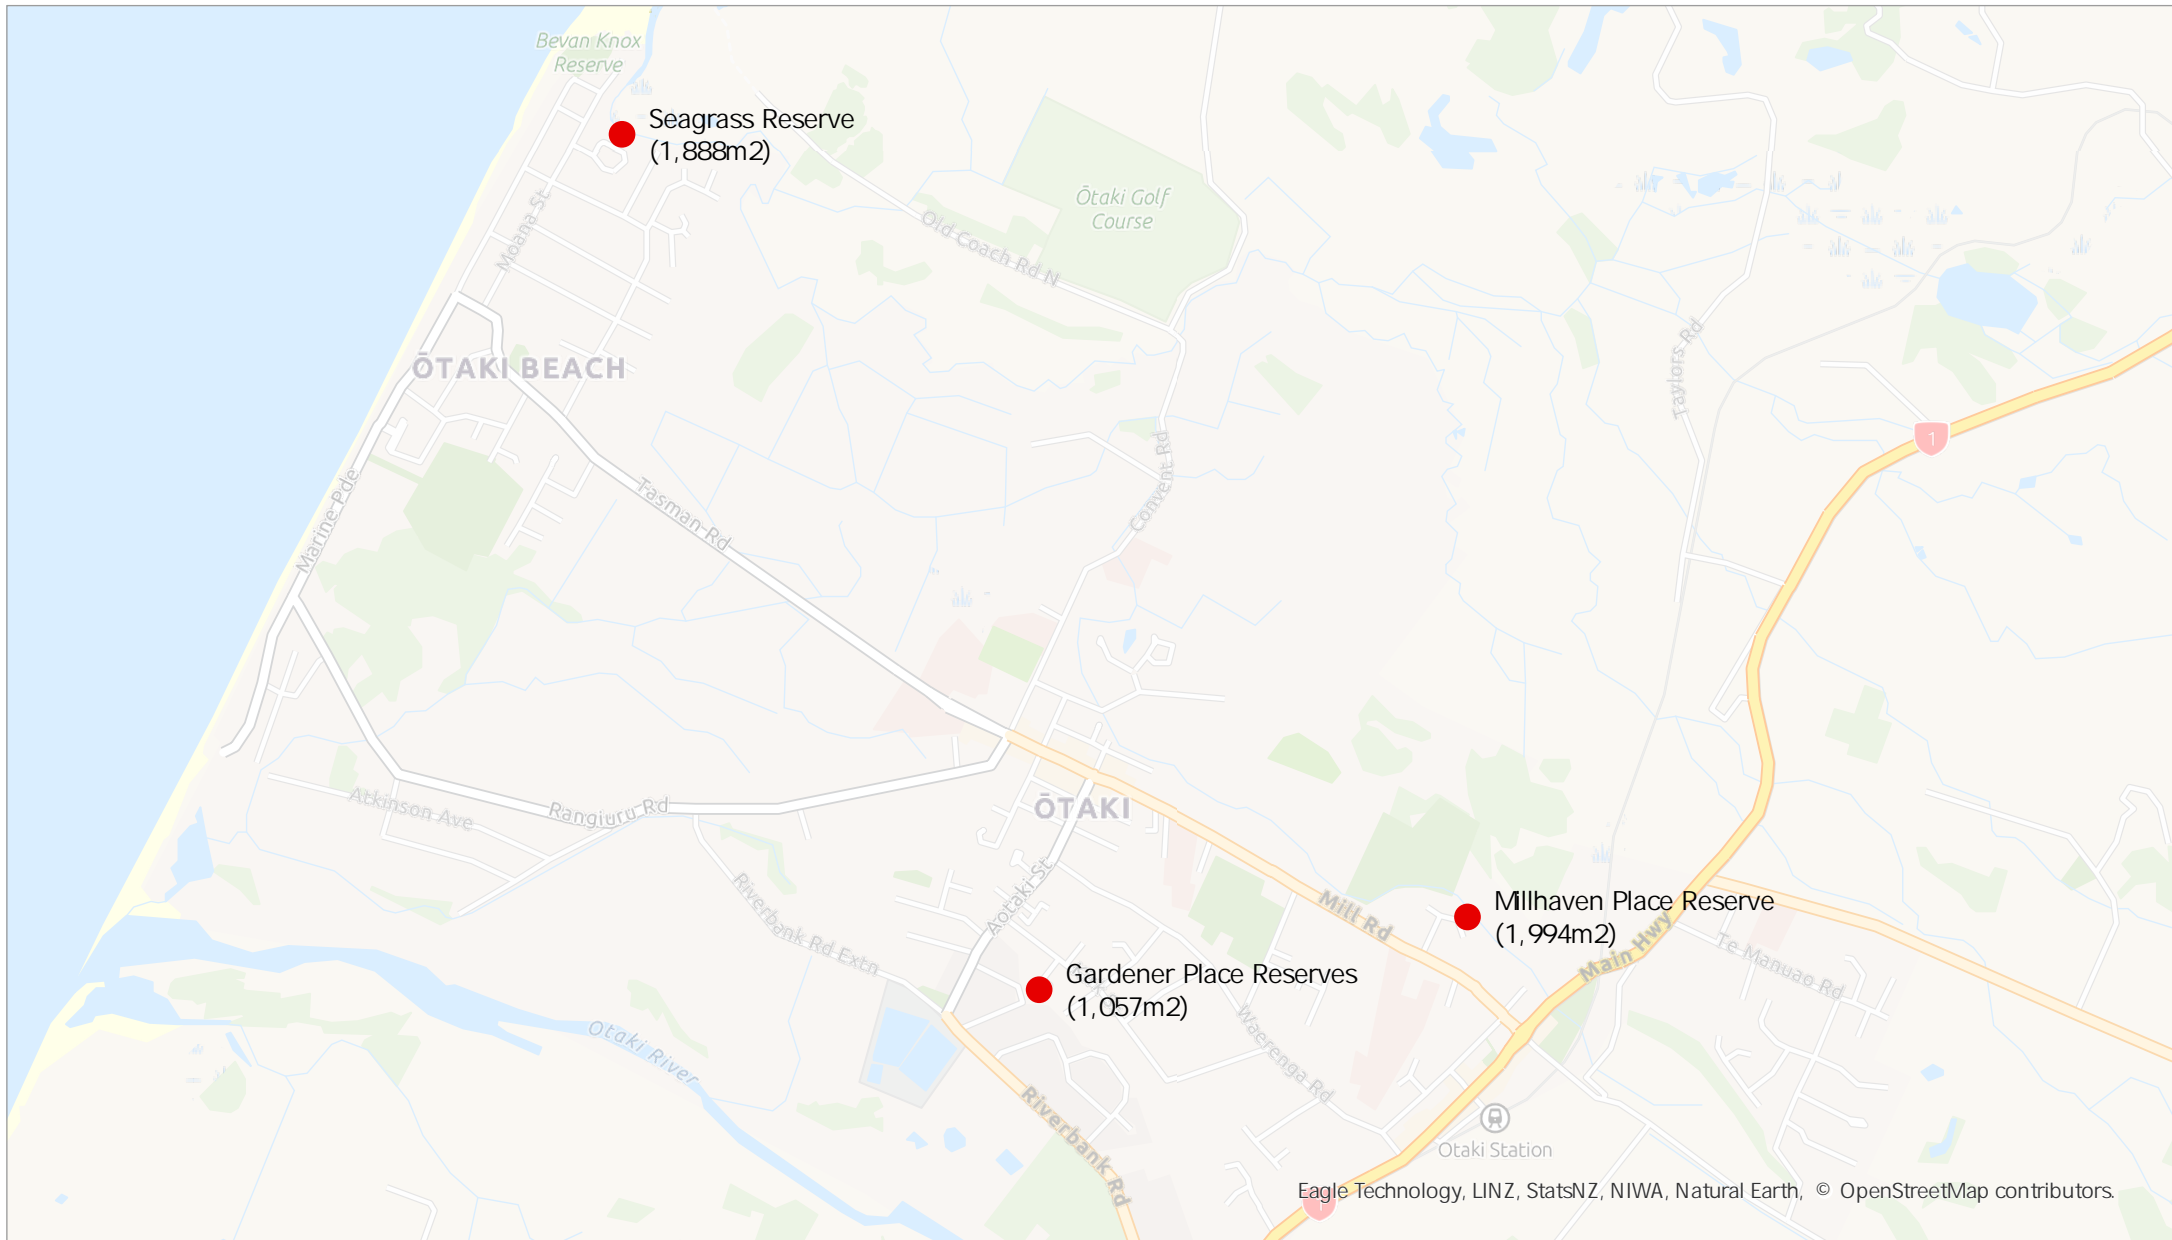 Bevan Knox
Reserve
Seagrass Reserve
(1,888m2)
Ōtaki Golf
Course
Moana St
Old Coach Rd N
Taylors Rd
ŌTAKI BEACH
1
Convent Rd
Marine Pde
Tasman Rd
Atkinson Ave
Rangiuru Rd
ŌTAKI
Aotaki St
Riverbank Rd Extn
Mill Rd
Millhaven Place Reserve
(1,994m2)
Main Hwy
Te Manuao Rd
Gardener Place Reserves
(1,057m2)
Waerenga Rd
Otaki River
Riverbank Rd
Otaki Station
1
Eagle Technology, LINZ, StatsNZ, NIWA, Natural Earth, © OpenStreetMap contributors.